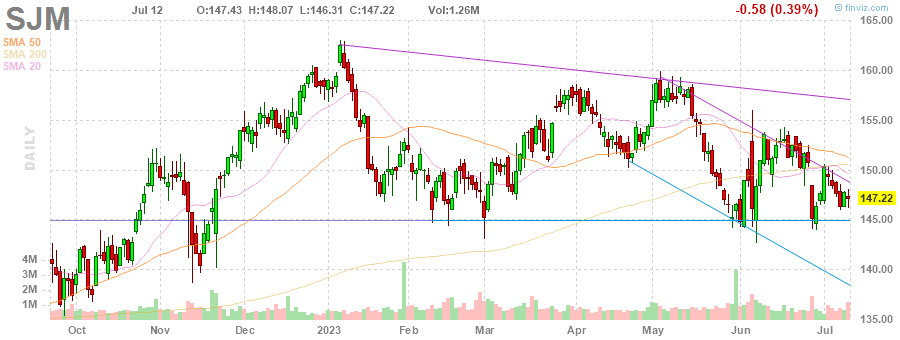 SJM Jul 12 O:147.43 H:148.07 L:146.31 C:147.22 Vol:1.26M -0.58 (0.39%) © finviz.com
165.00
SMA 50
SMA 200
SMA 20
160.00
155.00
DAILY
150.00
147.22
145.00
4M
3M
140.00
2M
1M
135.00
Oct Nov Dec 2023 Feb Mar Apr May Jun Jul